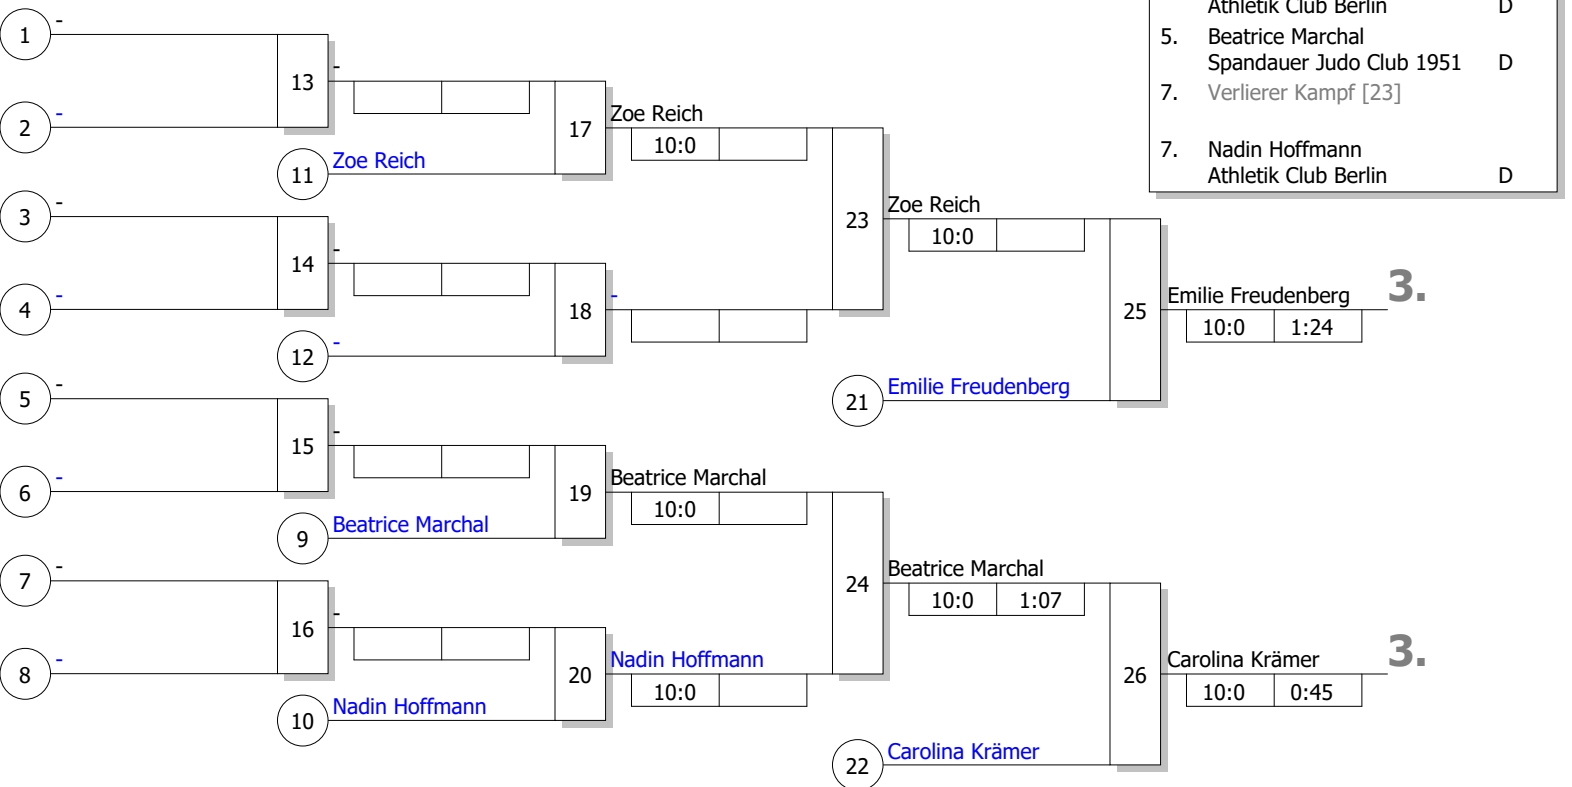 Athletik Club Berlin D
5. Beatrice Marchal
Spandauer Judo Club 1951 D
7. Verlierer Kampf [23]
7. Nadin Hoffmann
Athletik Club Berlin D
1 -
2 -
13 -
17 Zoe Reich
10:0
11 Zoe Reich
3 -
4 -
14 -
18 -
12 -
23 Zoe Reich
10:0
25 Emilie Freudenberg 3.
10:0 1:24
21 Emilie Freudenberg
5 -
6 -
15 -
19 Beatrice Marchal
10:0
9 Beatrice Marchal
7 -
8 -
16 -
20 Nadin Hoffmann
10:0
10 Nadin Hoffmann
24 Beatrice Marchal
10:0 1:07
26 Carolina Krämer 3.
10:0 0:45
22 Carolina Krämer